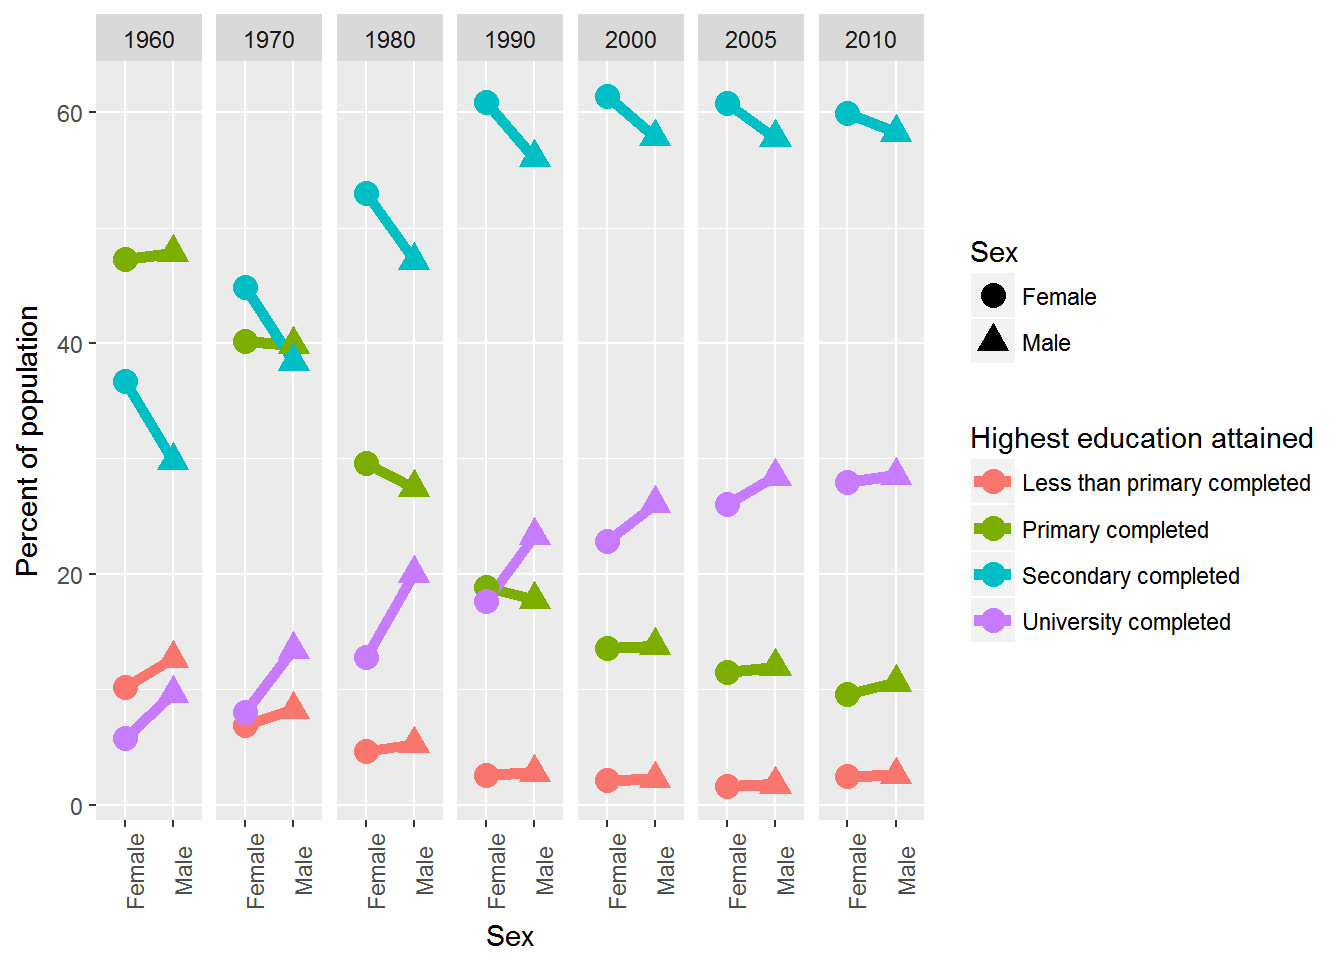 1960 1970 1980 1990 2000 2005 2010
60
40
20
0
Percent of population
Female Male Female Male Female Male Female Male Female Male Female Male Female Male
Sex
Sex
Female
Male
Highest education attained
Less than primary completed
Primary completed
Secondary completed
University completed